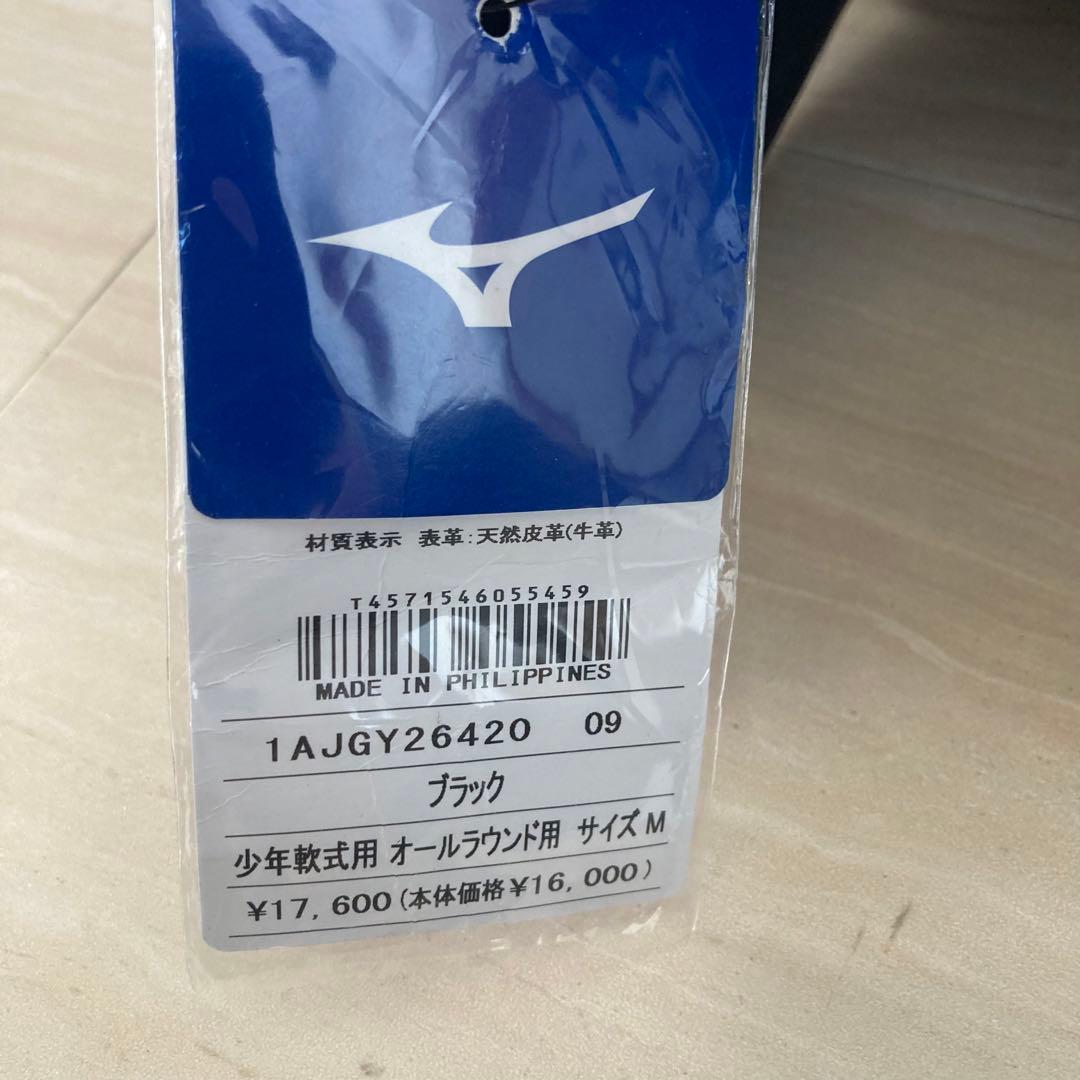 材質表示 表革:天然皮革(牛革)
T4571546055459
MADE IN PHILIPPINES
1AJGY26420 09
ブラック
少年軟式用 オールラウンド用 サイズM
¥17,600(本体価格¥16,000)